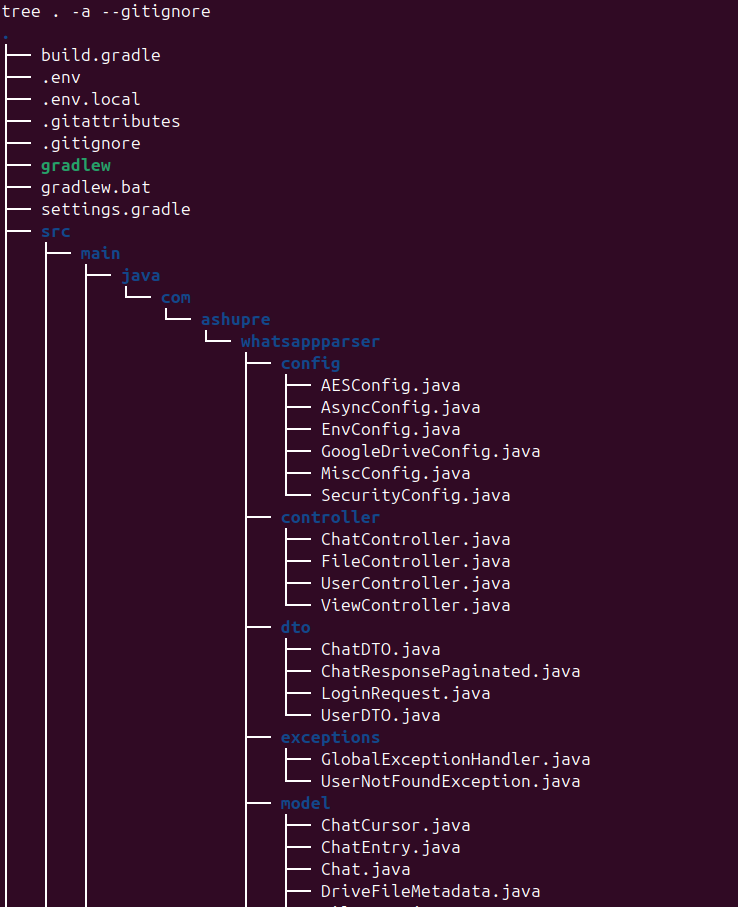 tree . -a --gitignore
.
├── build.gradle
├── .env
├── .env.local
├── .gitattributes
├── .gitignore
├── gradlew
├── gradlew.bat
├── settings.gradle
├── src
│   ├── main
│   │   ├── java
│   │   │   └── com
│   │   │       └── ashupre
│   │   │           └── whatsappparser
│   │   │               ├── config
│   │   │               │   ├── AESConfig.java
│   │   │               │   ├── AsyncConfig.java
│   │   │               │   ├── EnvConfig.java
│   │   │               │   ├── GoogleDriveConfig.java
│   │   │               │   ├── MiscConfig.java
│   │   │               │   └── SecurityConfig.java
│   │   │               ├── controller
│   │   │               │   ├── ChatController.java
│   │   │               │   ├── FileController.java
│   │   │               │   ├── UserController.java
│   │   │               │   └── ViewController.java
│   │   │               ├── dto
│   │   │               │   ├── ChatDTO.java
│   │   │               │   ├── ChatResponsePaginated.java
│   │   │               │   ├── LoginRequest.java
│   │   │               │   └── UserDTO.java
│   │   │               ├── exceptions
│   │   │               │   ├── GlobalExceptionHandler.java
│   │   │               │   └── UserNotFoundException.java
│   │   │               ├── model
│   │   │               │   ├── ChatCursor.java
│   │   │               │   ├── ChatEntry.java
│   │   │               │   ├── Chat.java
│   │   │               │   ├── DriveFileMetadata.java